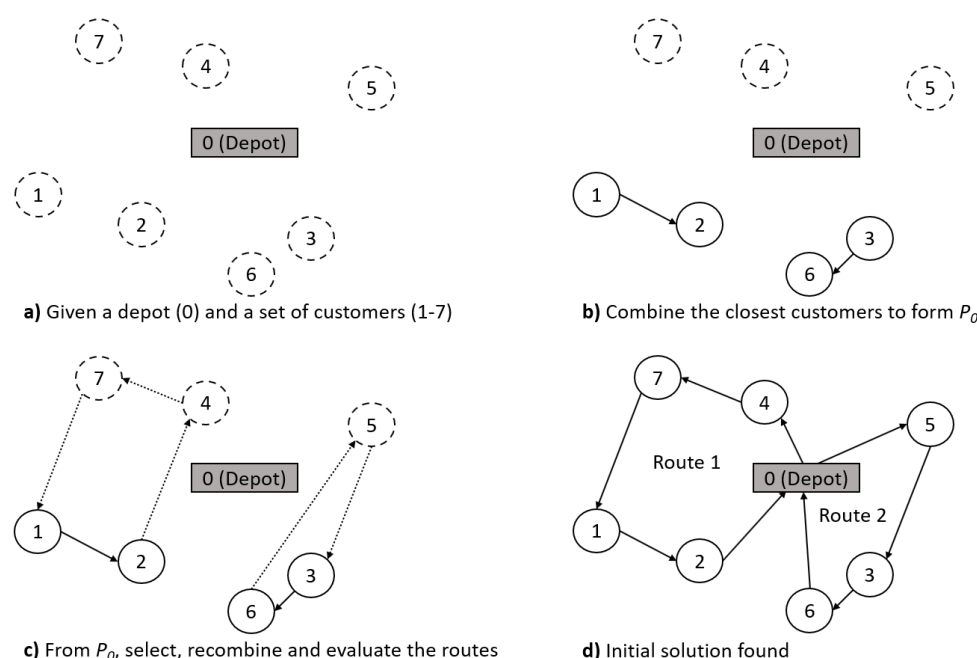 7
4
5
0 (Depot)
1
2
3
6
a) Given a depot (0) and a set of customers (1-7)
7
4
5
0 (Depot)
1
2
3
6
b) Combine the closest customers to form P0
7
4
5
0 (Depot)
1
2
3
6
c) From P0, select, recombine and evaluate the routes
7
4
5
Route 1
0 (Depot)
Route 2
1
2
3
6
d) Initial solution found